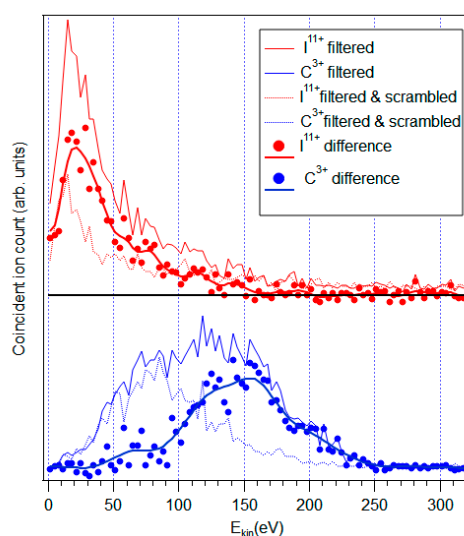 I¹¹⁺ filtered
C³⁺ filtered
I¹¹⁺filtered & scrambled
C³⁺filtered & scrambled
I¹¹⁺ difference
C³⁺ difference
Coincident ion count (arb. units)
0 50 100 150 200 250 300
E_kin(eV)